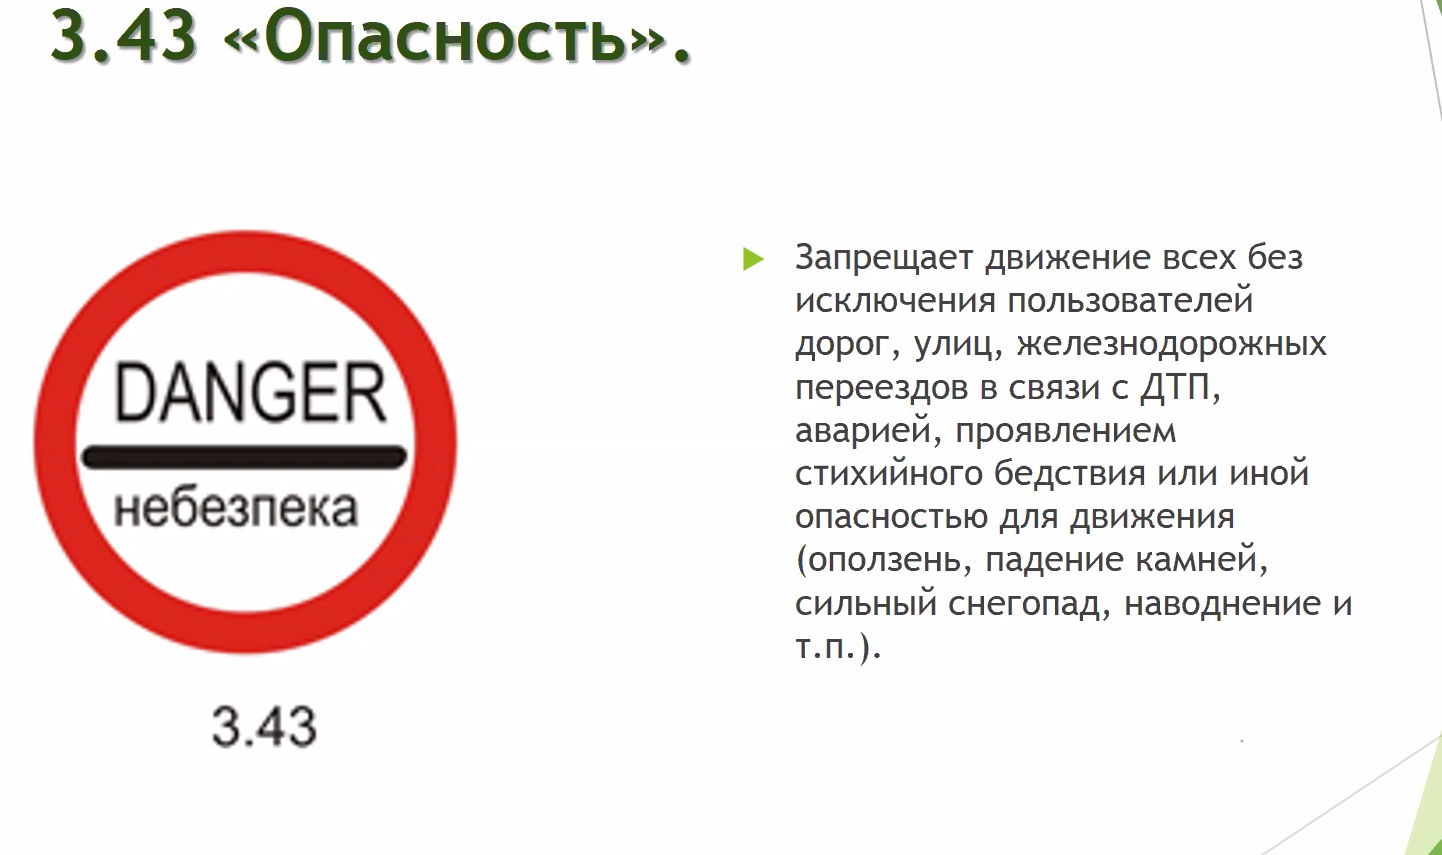 3.43 «Опасность».
DANGER
небезпека
3.43
Запрещает движение всех без
исключения пользователей
дорог, улиц, железнодорожных
переездов в связи с ДТП,
аварией, проявлением
стихийного бедствия или иной
опасностью для движения
(оползень, падение камней,
сильный снегопад, наводнение и
т.п.).